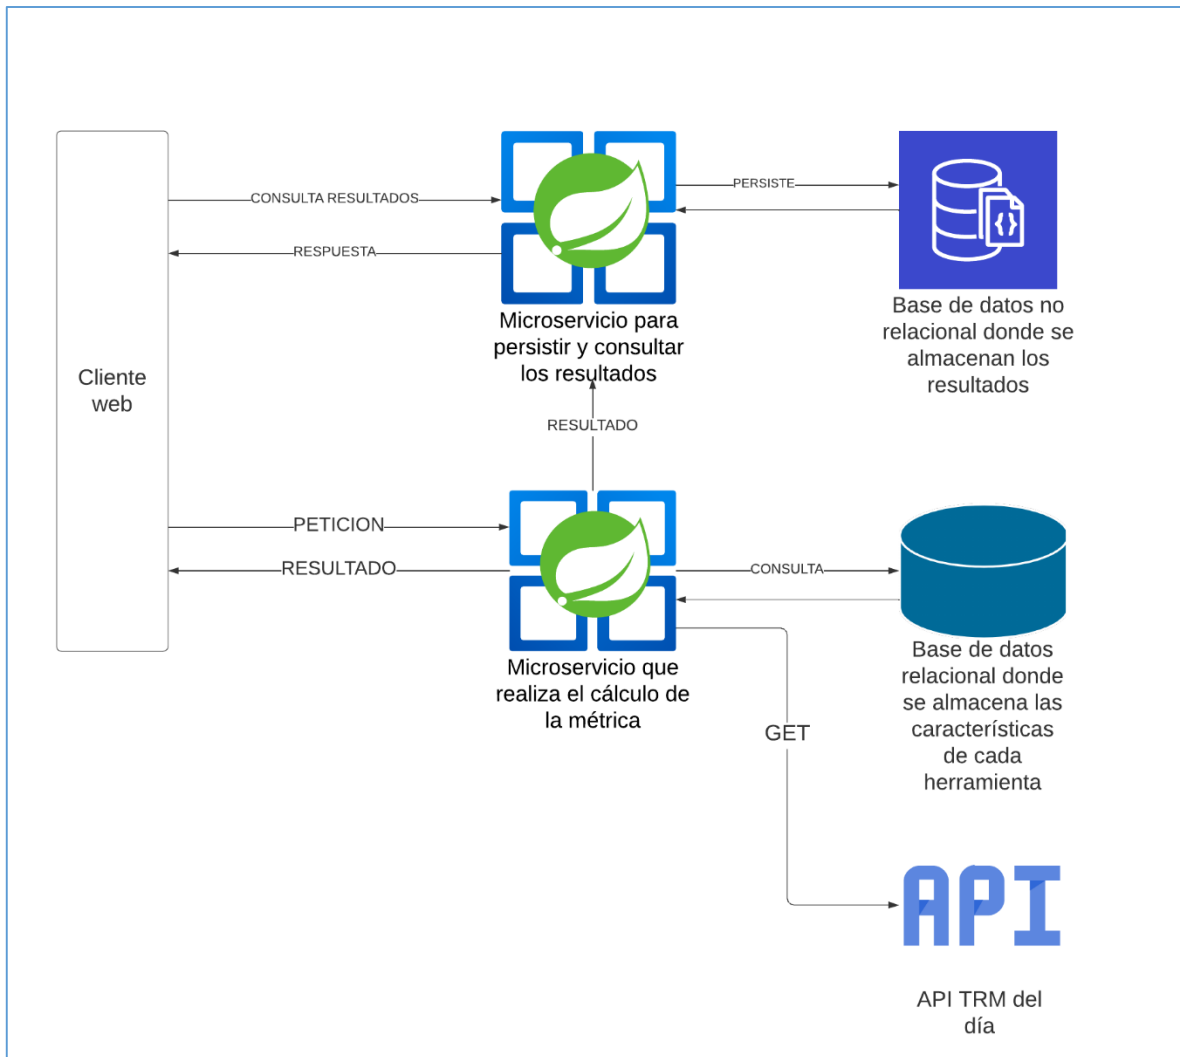 Cliente
web
CONSULTA RESULTADOS
RESPUESTA
PERSISTE
Microservicio para
persistir y consultar
los resultados
Base de datos no
relacional donde se
almacenan los
resultados
RESULTADO
PETICION
RESULTADO
CONSULTA
Microservicio que
realiza el cálculo de
la métrica
Base de datos
relacional donde
se almacena las
características
de cada
herramienta
GET
API
API TRM del
día